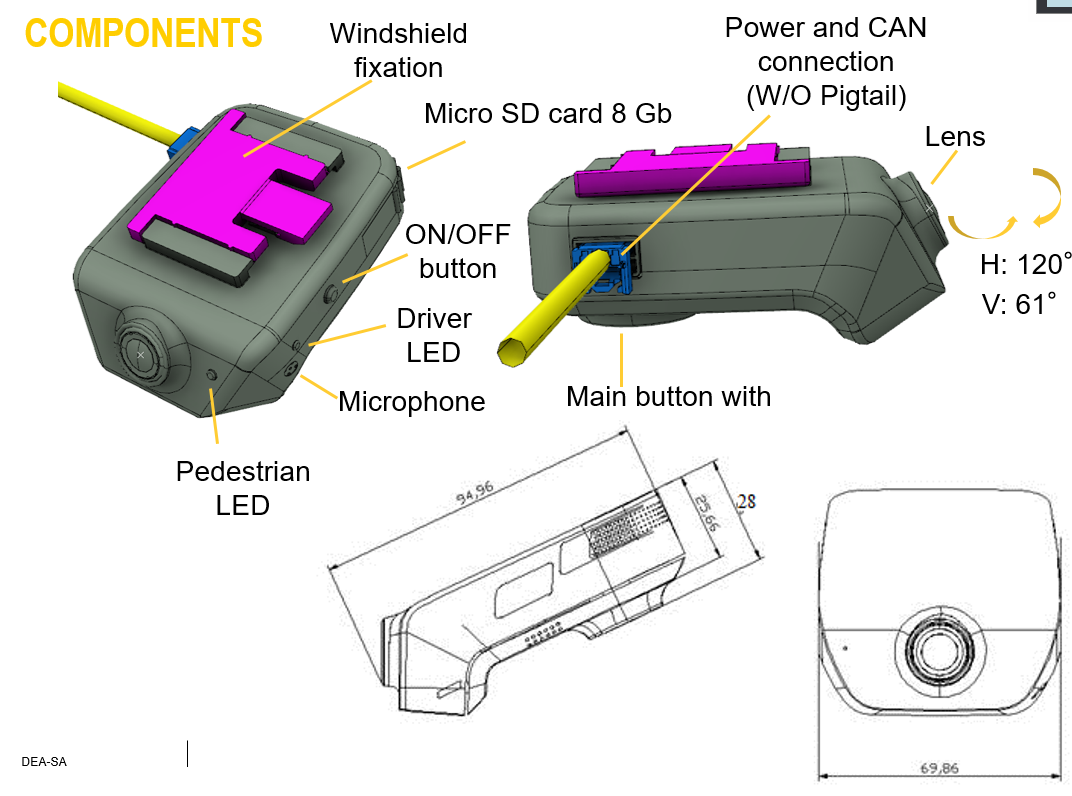 COMPONENTS
Windshield
fixation
Power and CAN
connection
(W/O Pigtail)
Micro SD card 8 Gb
Lens
ON/OFF
button
H: 120°
V: 61°
Driver
LED
Microphone
Main button with
Pedestrian
LED
94,96
25,66
,28
69,86
DEA-SA